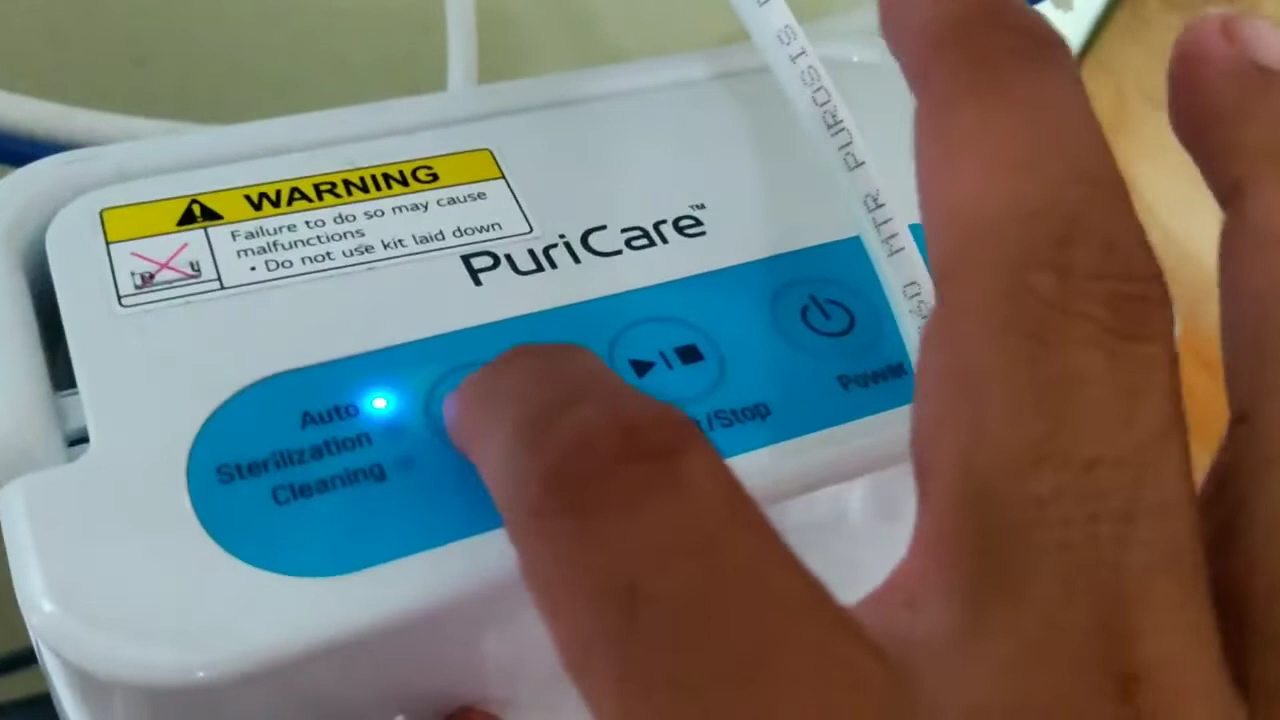 WARNING
Failure to do so may cause
malfunctions
• Do not use kit laid down
PuriCare™
Auto
Sterilization
Cleaning
/Stop
Power
MTR PUROSIS